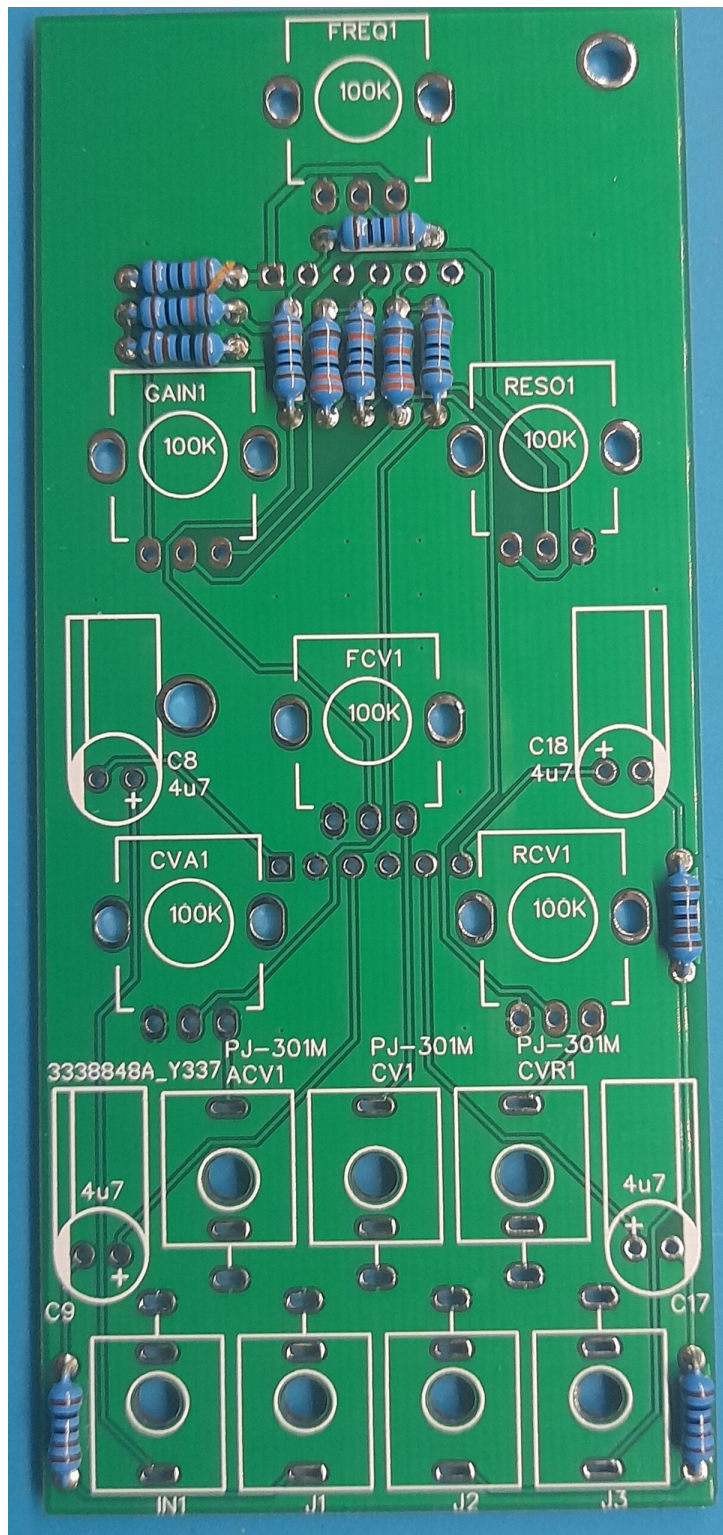 FREQ1
100K
GAIN1
100K
RESO1
100K
FCV1
100K
C8
4u7
+
C18
+
4u7
CVA1
100K
RCV1
100K
3338848A_Y337
PJ-301M
ACV1
PJ-301M
CV1
PJ-301M
CVR1
4u7
+
C9
4u7
+
C17
IN1
J1
J2
J3